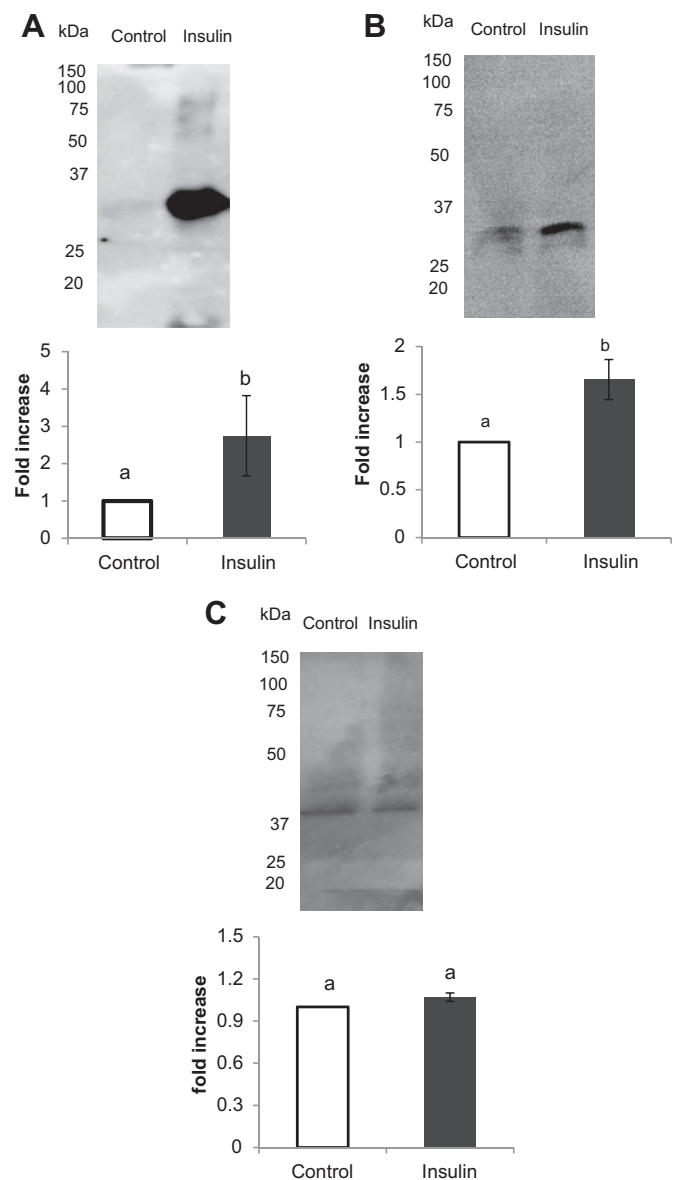 A kDa Control Insulin
150
100
75
50
37
25
20
5
4
3
2
1
0
Fold increase
a
b
Control Insulin
B kDa Control Insulin
150
100
75
50
37
25
20
2
1.5
1
0.5
0
Fold increase
a
b
Control Insulin
C kDa Control Insulin
150
100
75
50
37
25
20
1.5
1.2
0.9
0.6
0.3
0
fold increase
a
a
Control Insulin